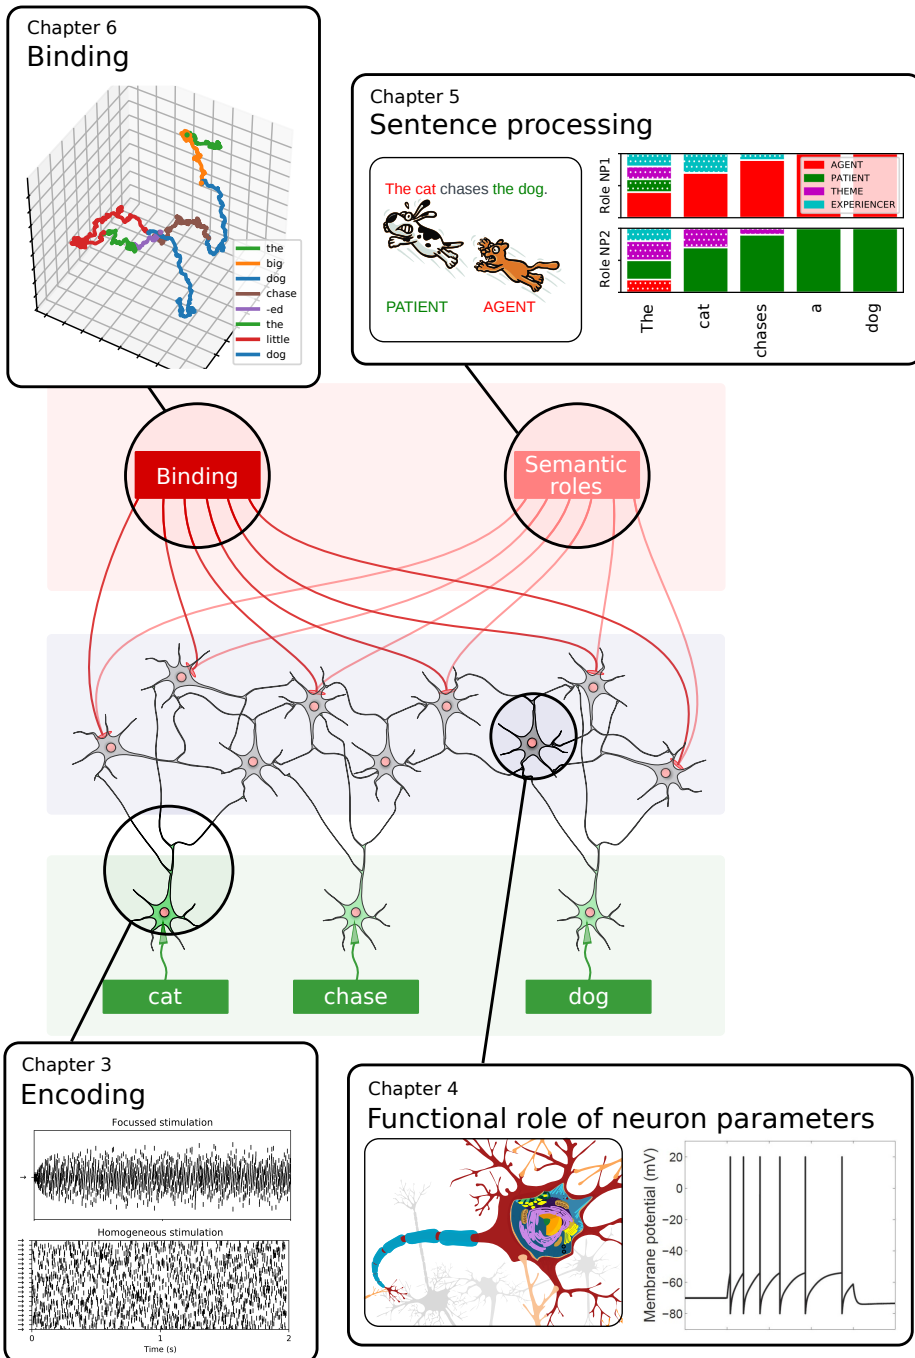 Chapter 6
Binding
the
big
dog
chase
-ed
the
little
dog
Chapter 5
Sentence processing
The cat chases the dog.
PATIENT
AGENT
Role NP1
AGENT
PATIENT
THEME
EXPERIENCER
Role NP2
The
cat
chases
a
dog
Binding
Semantic
roles
cat
chase
dog
Chapter 3
Encoding
Focussed stimulation
Homogeneous stimulation
0
1
2
Time (s)
Chapter 4
Functional role of neuron parameters
Membrane potential (mV)
20
0
−20
−40
−60
−80